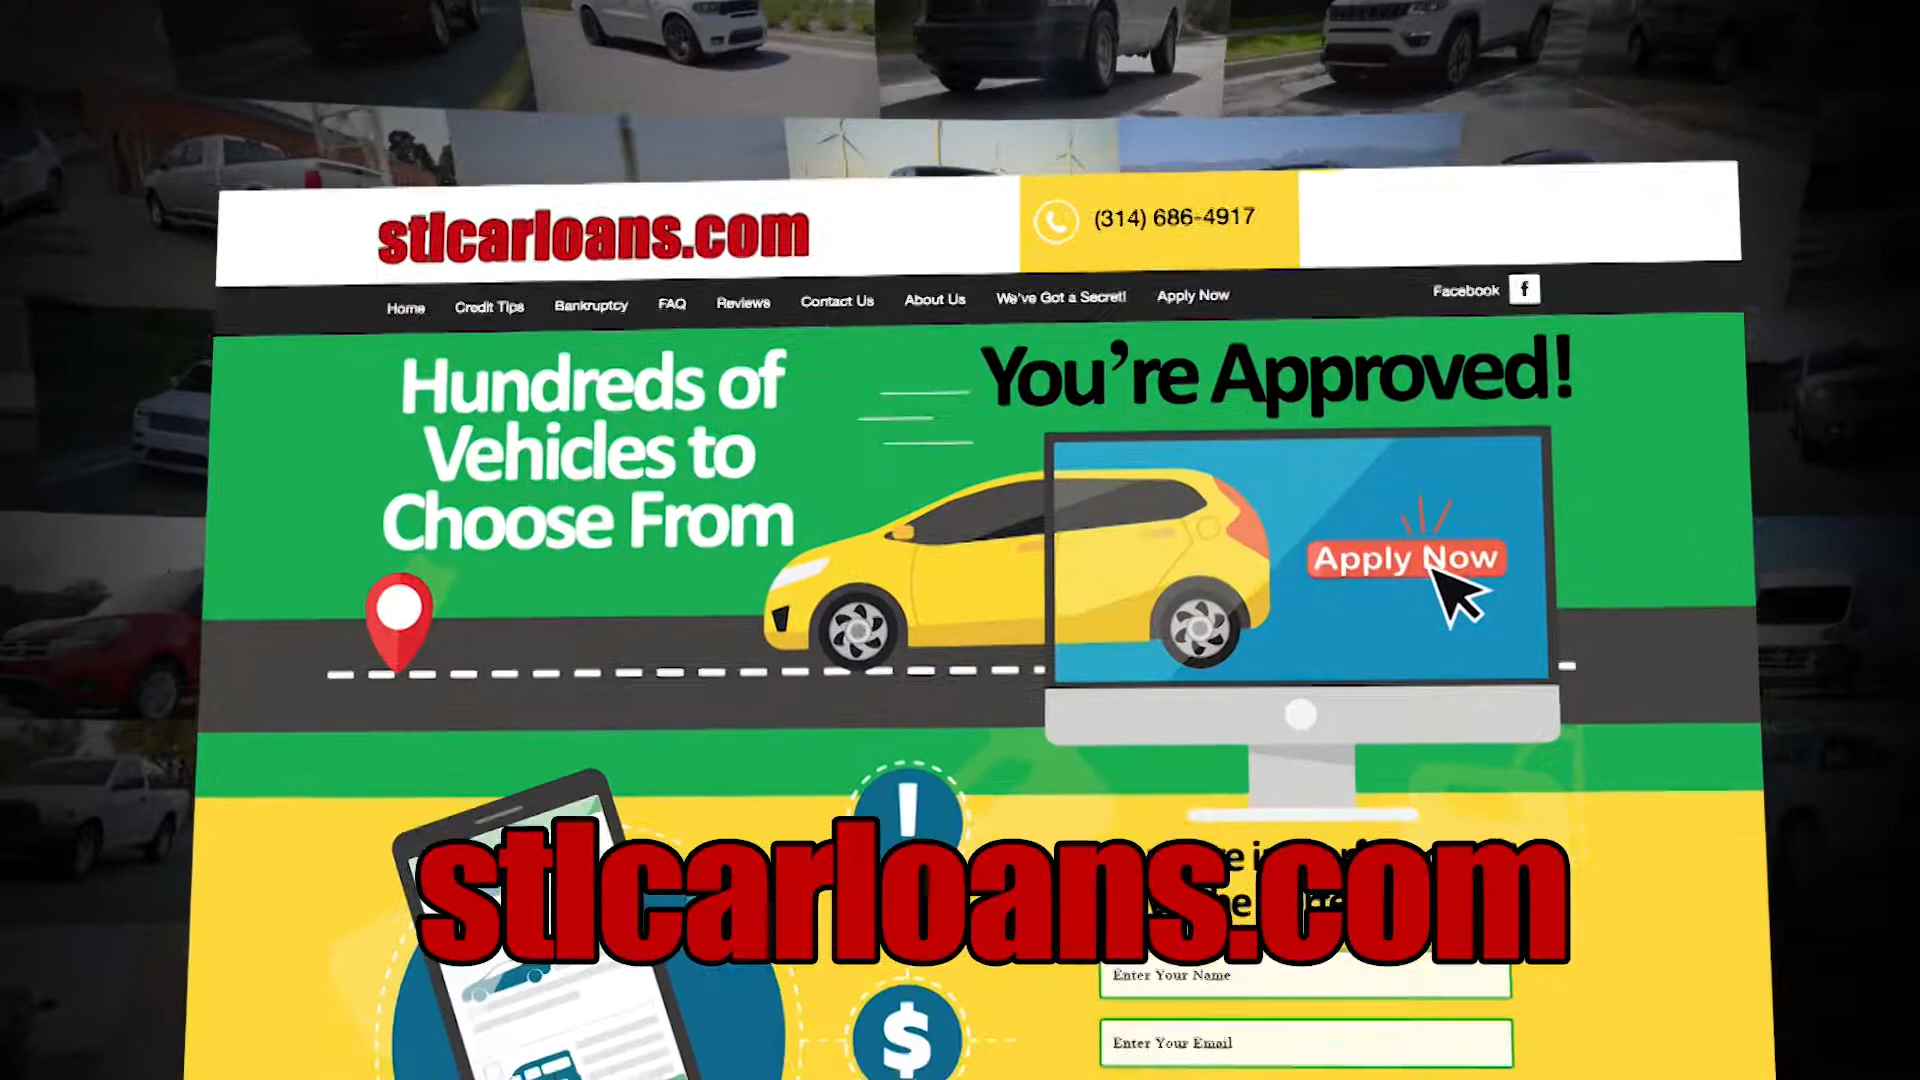 stlcarloans.com
(314) 686-4917
Home Credit Tips Bankruptcy FAQ Reviews Contact Us About Us We've Got a Secret! Apply Now
Facebook f
Hundreds of
Vehicles to
Choose From
You're Approved!
Apply Now
!
stlcarloans.com
Enter Your Name
$
Enter Your Email